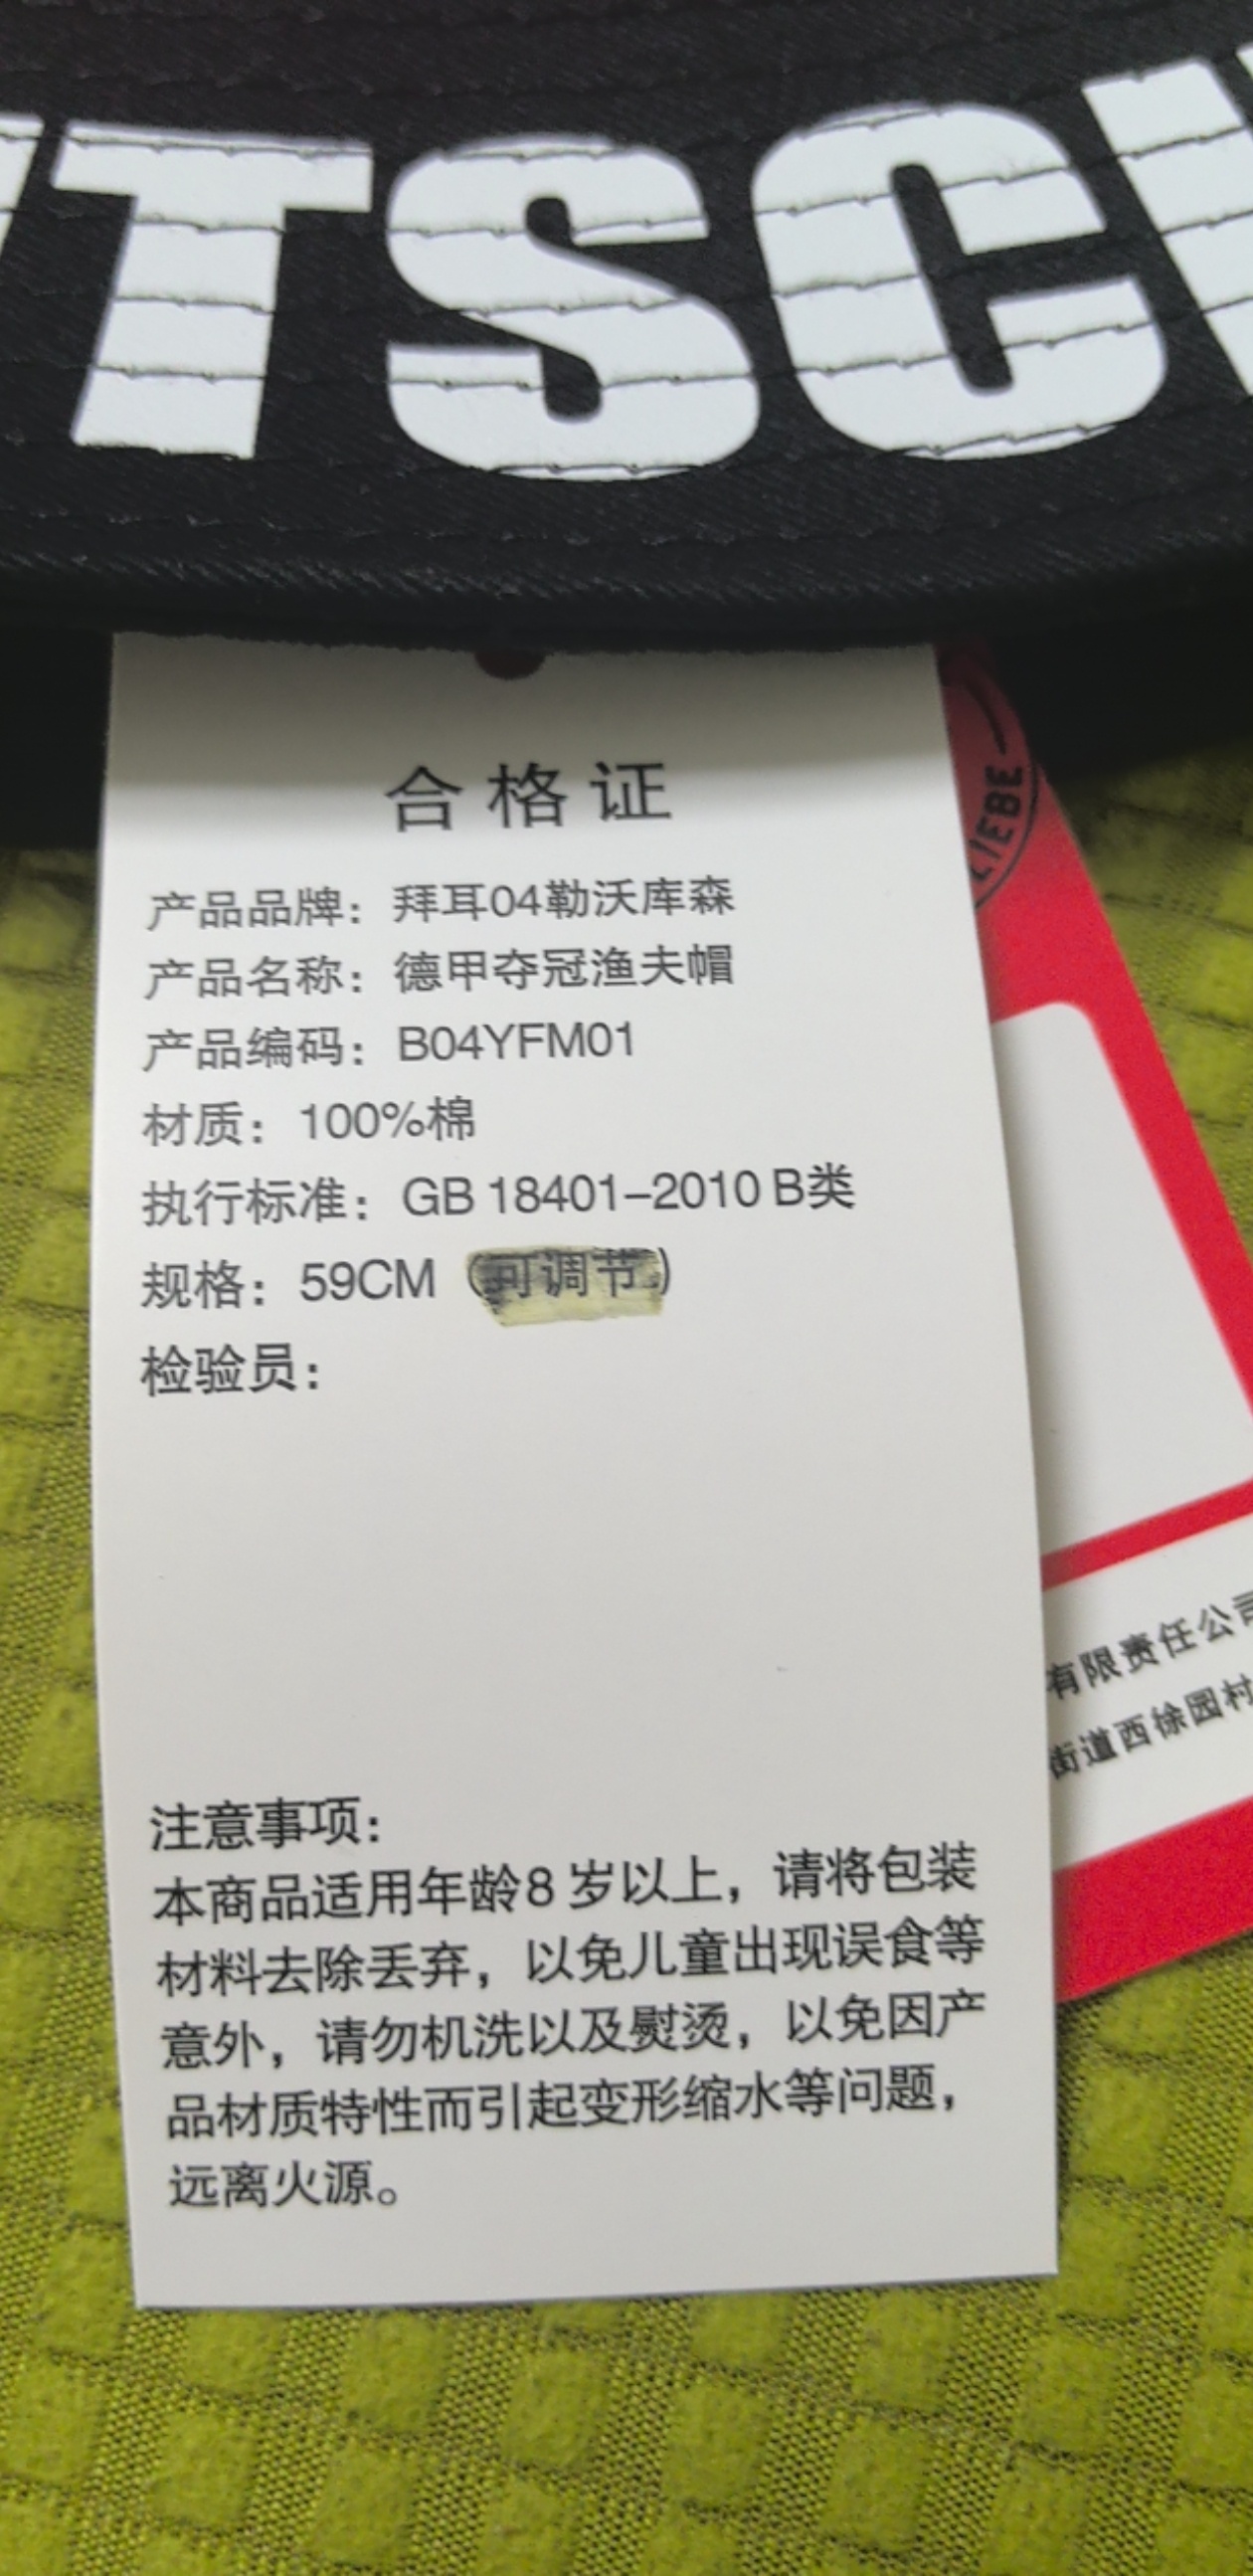 TSC
合格证
产品品牌：拜耳04勒沃库森
产品名称：德甲夺冠渔夫帽
产品编码：B04YFM01
材质：100%棉
执行标准：GB 18401-2010 B类
规格：59CM（可调节）
检验员：
注意事项：
本商品适用年龄8岁以上，请将包装
材料去除丢弃，以免儿童出现误食等
意外，请勿机洗以及熨烫，以免因产
品材质特性而引起变形缩水等问题，
远离火源。
LIEBE
有限责任公司
街道西徐园村